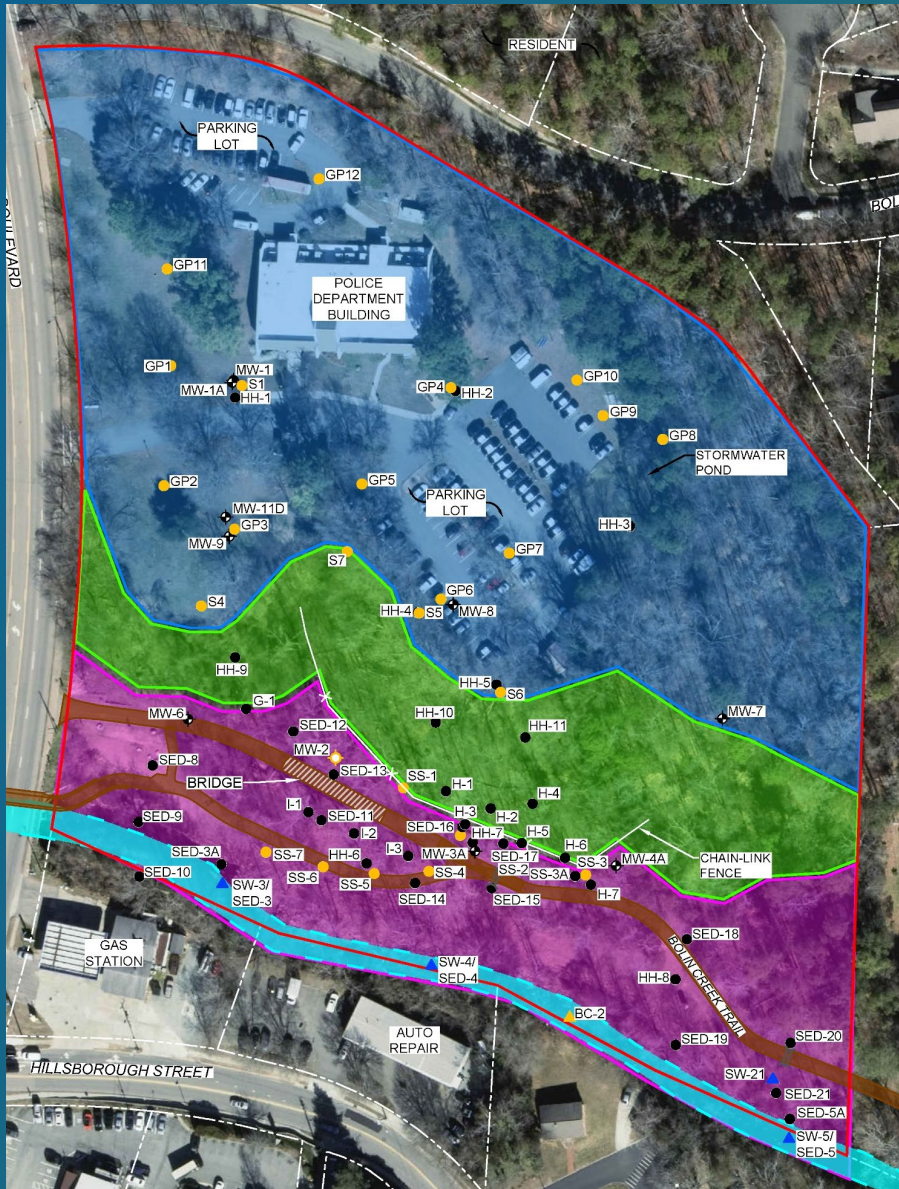 RESIDENT
PARKING
LOT
GP12
BOULEVARD
GP11
POLICE
DEPARTMENT
BUILDING
GP1
MW-1
MW-1A
S1
HH-1
GP4
HH-2
GP10
GP9
GP8
STORMWATER
POND
GP2
GP5
PARKING
LOT
MW-11D
GP3
MW-9
HH-3
S7
GP7
S4
GP6
HH-4
S5
MW-8
HH-9
HH-5
S6
G-1
MW-6
HH-10
HH-11
MW-7
SED-12
MW-2
SED-8
BRIDGE
SED-13
SS-1
H-1
H-4
I-1
H-2
SED-9
SED-11
H-3
SED-16
I-2
HH-7
H-5
SED-3A
SS-7
HH-6
I-3
MW-3A
SED-17
H-6
SS-2
SS-3
MW-4A
CHAIN-LINK
FENCE
SED-10
SS-6
SS-5
SS-4
SS-3A
SW-3/
SED-3
SED-14
SED-15
H-7
GAS
STATION
SED-18
SW-4/
SED-4
HH-8
BOLIN CREEK TRAIL
BC-2
AUTO
REPAIR
SED-19
SED-20
HILLSBOROUGH STREET
SW-21
SED-21
SED-5A
SW-5/
SED-5